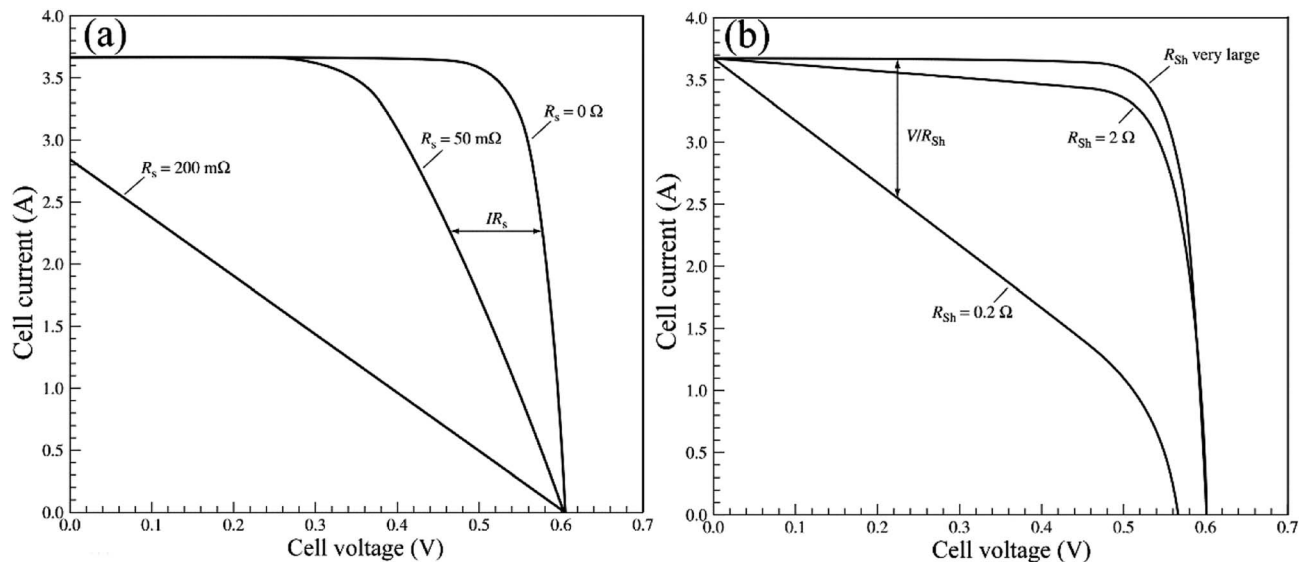 (a)
4.0
3.5
3.0
2.5
2.0
1.5
1.0
0.5
0.0
Cell current (A)
Rs = 0 Ω
Rs = 50 mΩ
Rs = 200 mΩ
IRs
0.0 0.1 0.2 0.3 0.4 0.5 0.6 0.7
Cell voltage (V)
(b)
4.0
3.5
3.0
2.5
2.0
1.5
1.0
0.5
0.0
Cell current (A)
RSh very large
V/RSh
RSh = 2 Ω
RSh = 0.2 Ω
0.0 0.1 0.2 0.3 0.4 0.5 0.6 0.7
Cell voltage (V)